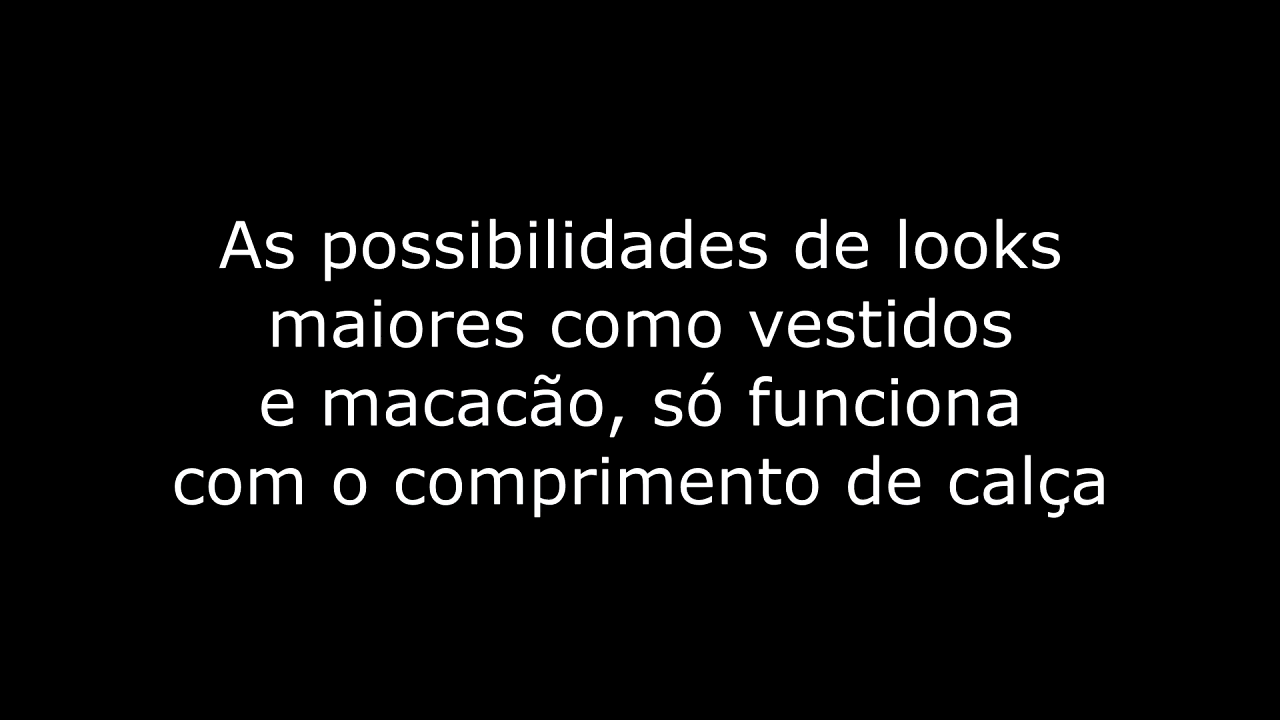 As possibilidades de looks
maiores como vestidos
e macacão, só funciona
com o comprimento de calça